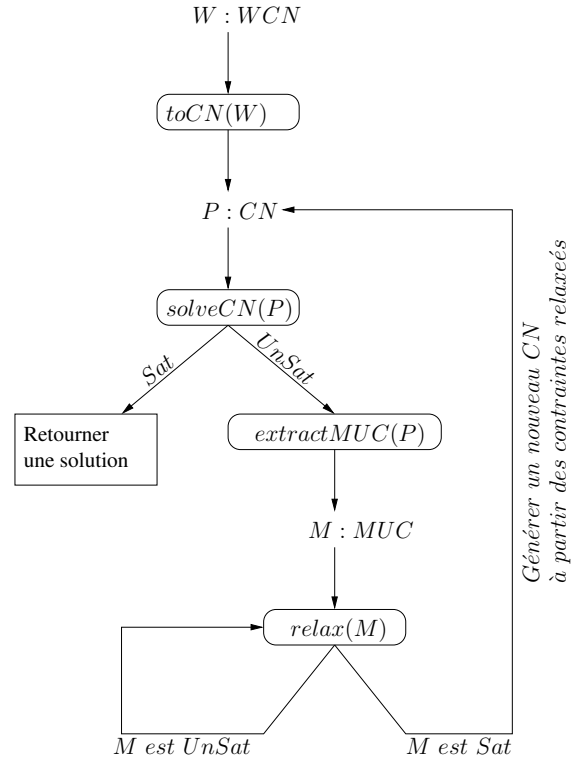 W : WCN
toCN(W)
P : CN
solveCN(P)
Sat
UnSat
Retourner
une solution
extractMUC(P)
M : MUC
relax(M)
M est UnSat
M est Sat
Générer un nouveau CN
à partir des contraintes relaxeés